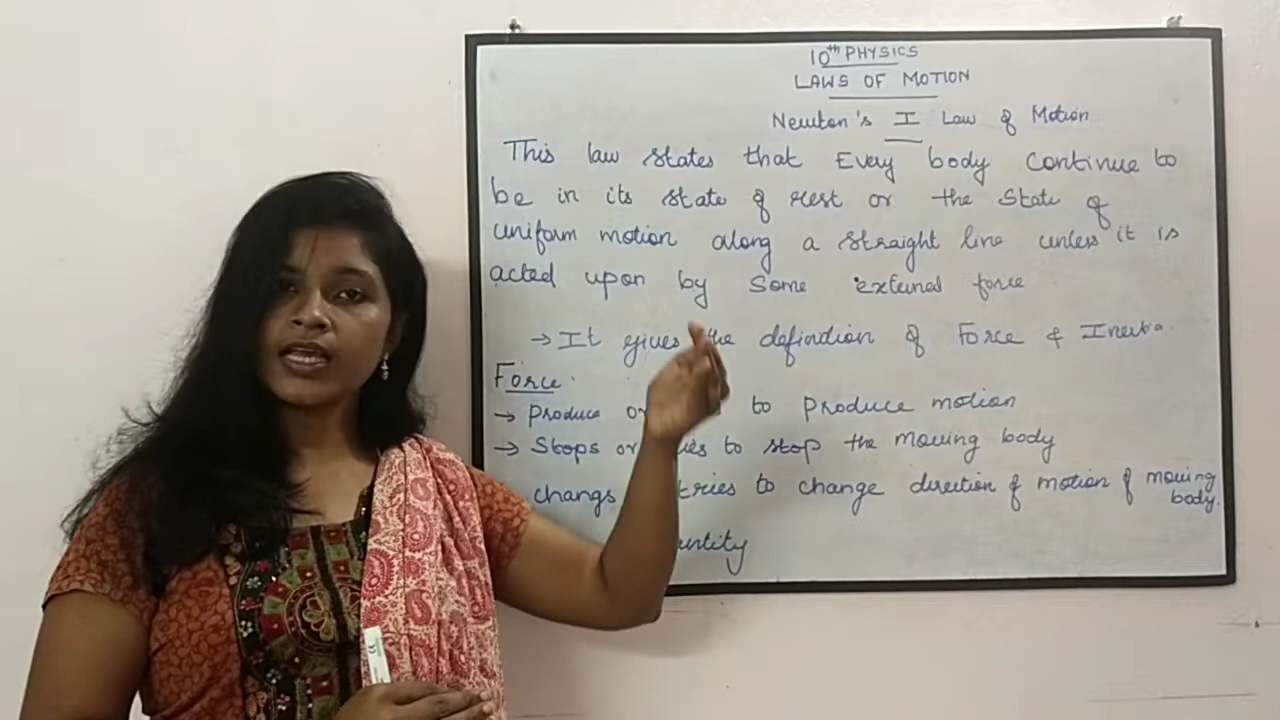 10th PHYSICS
LAWS OF MOTION
Newton's I Law of Motion
This law states that Every body Continue to
be in its state of rest or the State of
uniform motion along a straight line unless it is
acted upon by Some external force
→ It gives the definition of Force & Inertia.
Force.
→ Produce or to Produce motion
→ Stops or to stop the moving body
changs tries to change direction of motion of moving
body.